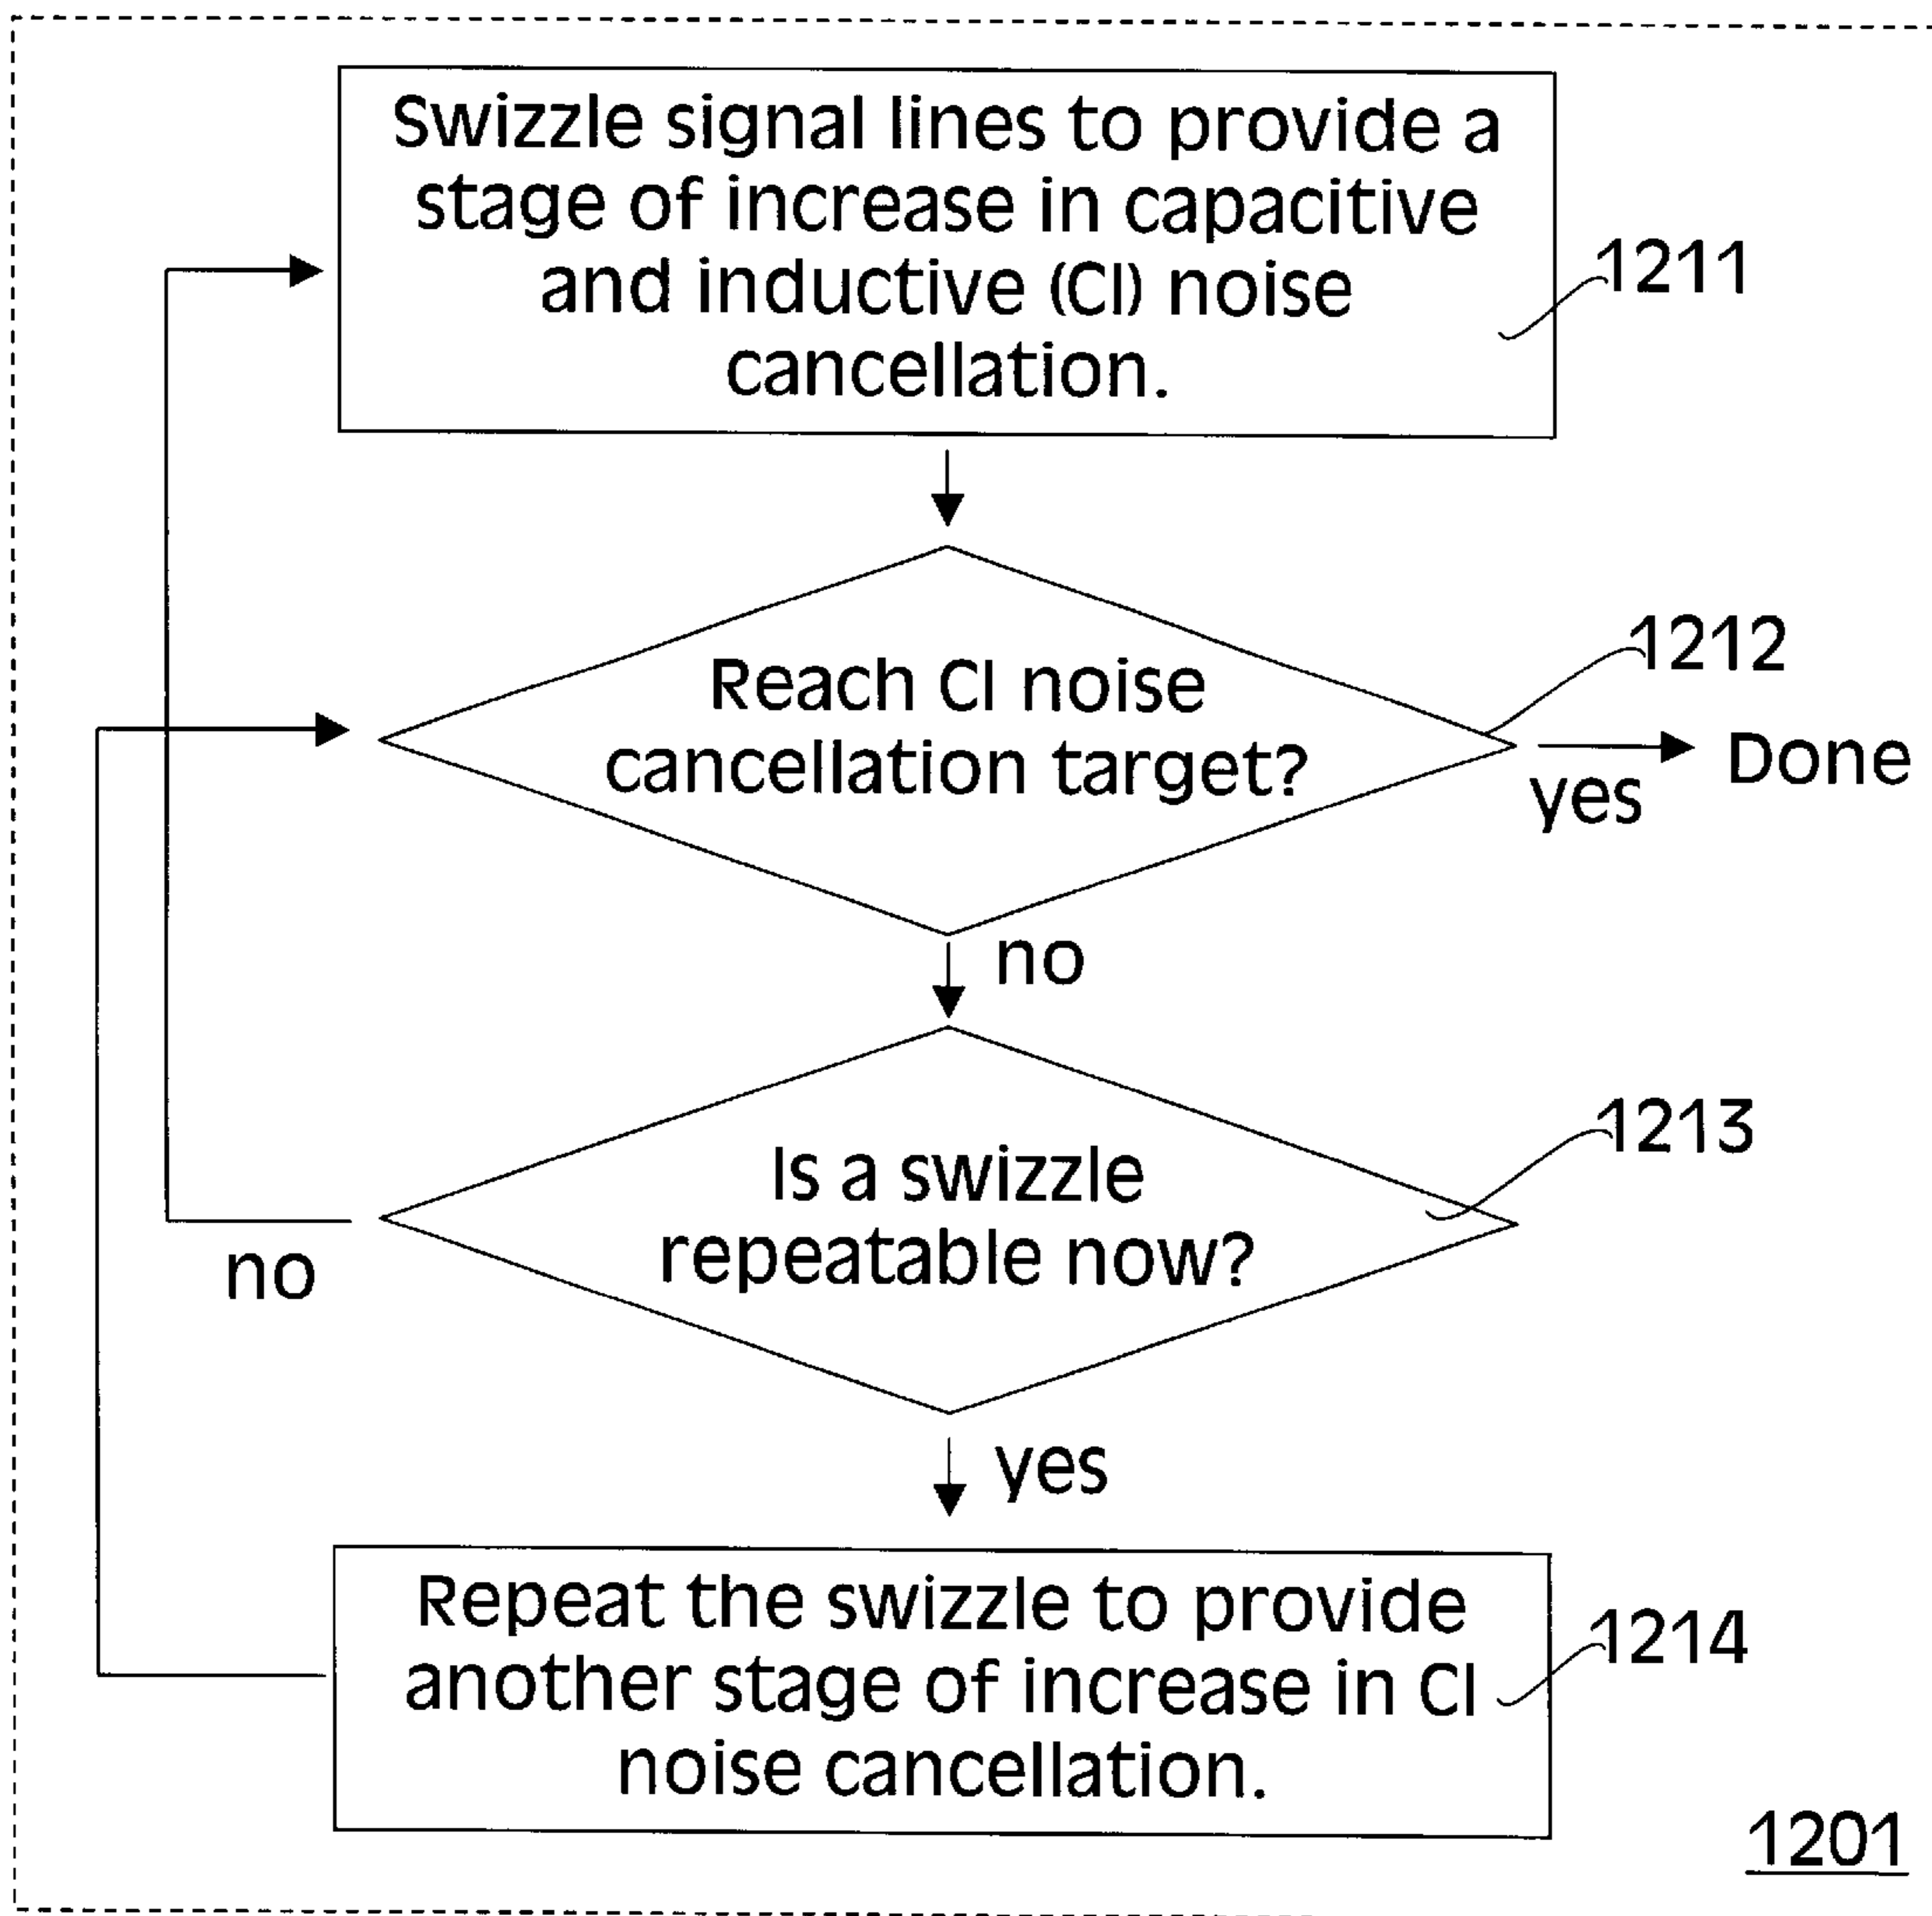 Swizzle signal lines to provide a
stage of increase in capacitive
and inductive (CI) noise
cancellation.
1211
Reach CI noise
cancellation target?
1212
Done
yes
no
Is a swizzle
repeatable now?
1213
no
yes
Repeat the swizzle to provide
another stage of increase in CI
noise cancellation.
1214
1201